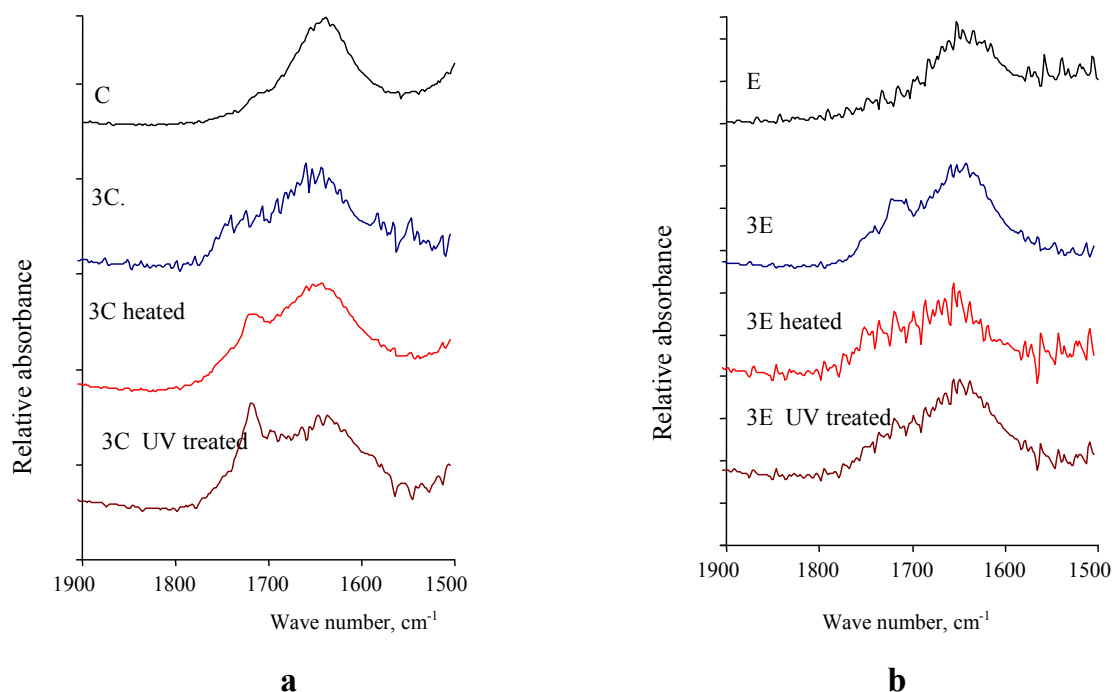 C
3C.
3C heated
3C UV treated
Relative absorbance
1900 1800 1700 1600 1500
Wave number, cm-1
a
E
3E
3E heated
3E UV treated
Relative absorbance
1900 1800 1700 1600 1500
Wave number, cm-1
b